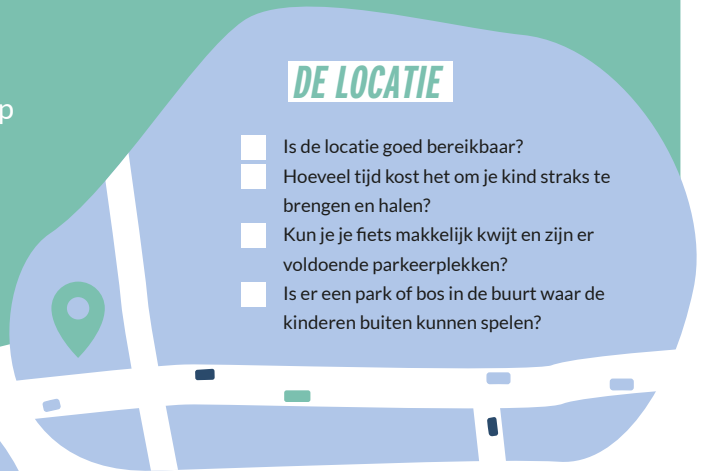 p
DE LOCATIE
Is de locatie goed bereikbaar?
Hoeveel tijd kost het om je kind straks te
brengen en halen?
Kun je je fiets makkelijk kwijt en zijn er
voldoende parkeerplekken?
Is er een park of bos in de buurt waar de
kinderen buiten kunnen spelen?